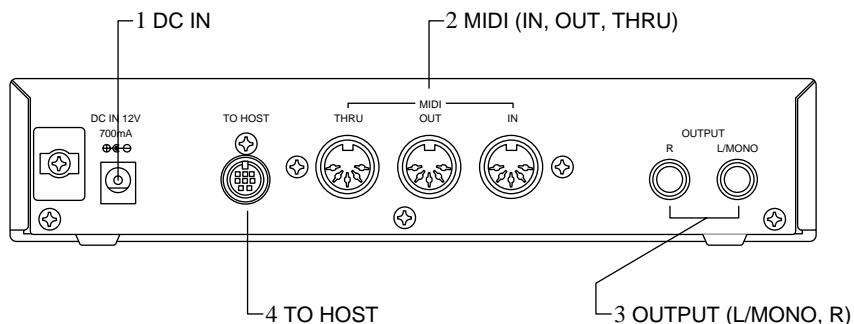 1 DC IN
2 MIDI (IN, OUT, THRU)
DC IN 12V
700mA
TO HOST
MIDI
THRU
OUT
IN
OUTPUT
R
L/MONO
4 TO HOST
3 OUTPUT (L/MONO, R)